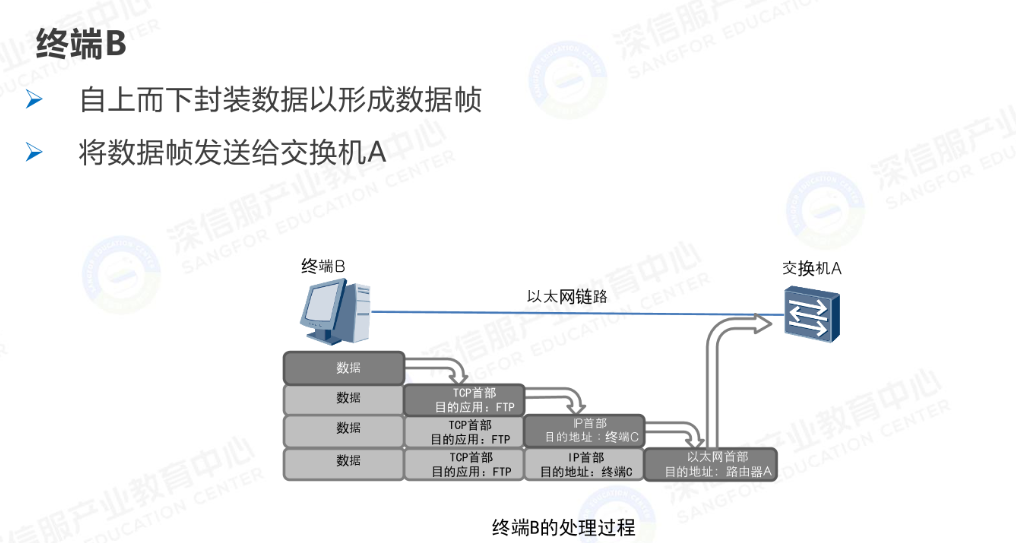 终端B
自上而下封装数据以形成数据帧
将数据帧发送给交换机A
终端B
交换机A
以太网链路
数据
数据
TCP首部
目的应用：FTP
数据
TCP首部
目的应用：FTP
IP首部
目的地址：终端C
数据
TCP首部
目的应用：FTP
IP首部
目的地址：终端C
以太网首部
目的地址：路由器A
终端B的处理过程
深信服产业教育中心
SANGFOR EDUCATION CENTER